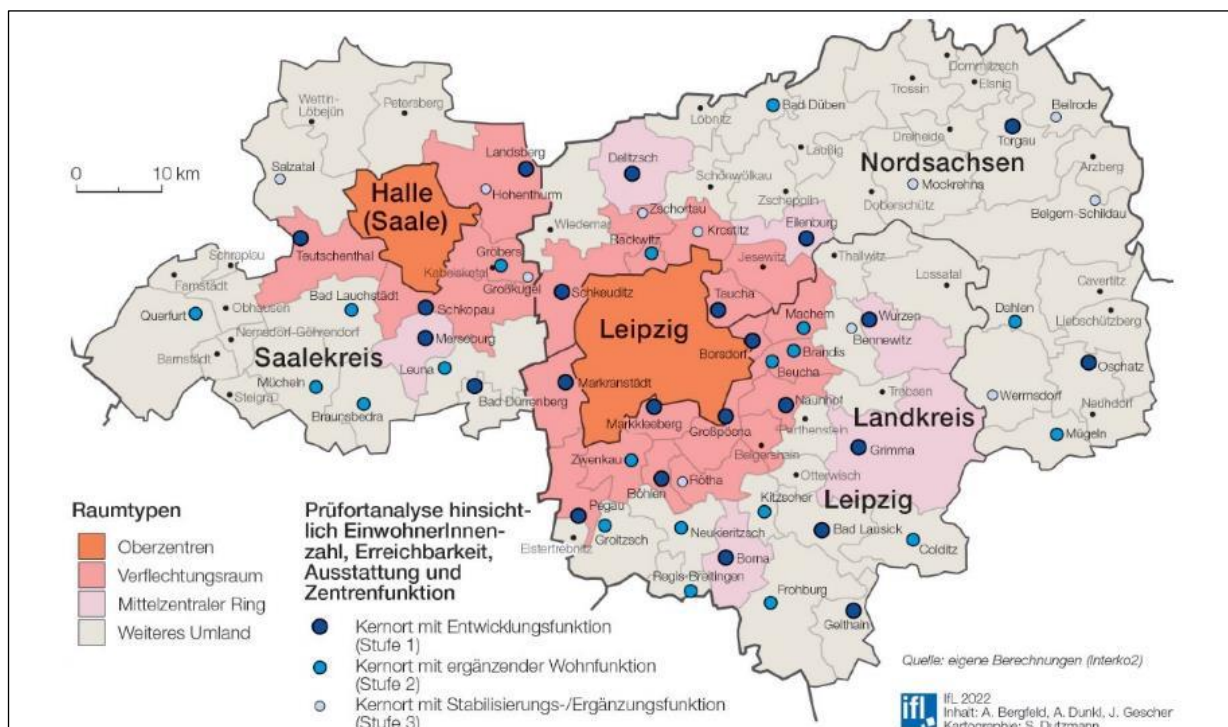 Dommitzsch
Trossin
Elsnig
Wettin-
Löbejün
Petersberg
Löbnitz
Bad Düben
Beilrode
Torgau
Dreiheide
Landsberg
Delitzsch
Laußig
Nordsachsen
Arzberg
0 10 km
Salzatal
Halle
(Saale)
Hohenthurm
Schönwölkau
Zschepplin
Mockrehna
Doberschütz
Belgern-Schildau
Zschortau
Wiedemar
Krostitz
Eilenburg
Rackwitz
Teutschenthal
Gröbers
Kabelsketal
Großkugel
Jesewitz
Thallwitz
Schraplau
Farnstädt
Lossatal
Cavertitz
Bad Lauchstädt
Schkeuditz
Taucha
Obhausen
Querfurt
Schkopau
Machern
Wurzen
Dahlen
Liebschützberg
Nemsdorf-Göhrendorf
Leipzig
Bennewitz
Merseburg
Borsdorf
Brandis
Barnstädt
Saalekreis
Beucha
Oschatz
Leuna
Markranstädt
Mücheln
Trebsen
Wermsdorf
Steigra
Bad Dürrenberg
Naunhof
Naundorf
Braunsbedra
Markkleeberg
Großpösna
Parthenstein
Landkreis
Mügeln
Belgershain
Grimma
Zwenkau
Otterwisch
Böhlen
Rötha
Kitzscher
Leipzig
Pegau
Bad Lausick
Elstertrebnitz
Groitzsch
Neukieritzsch
Colditz
Borna
Regis-Breitingen
Frohburg
Geithain
Raumtypen
Oberzentren
Verflechtungsraum
Mittelzentraler Ring
Weiteres Umland
Prüfortanalyse hinsicht-
lich EinwohnerInnen-
zahl, Erreichbarkeit,
Ausstattung und
Zentrenfunktion
Kernort mit Entwicklungsfunktion
(Stufe 1)
Kernort mit ergänzender Wohnfunktion
(Stufe 2)
Kernort mit Stabilisierungs-/Ergänzungsfunktion
(Stufe 3)
Quelle: eigene Berechnungen (Interko2)
ifl
IfL 2022
Inhalt: A. Bergfeld, A. Dunkl, J. Gescher
Kartographie: S. Dutzmann